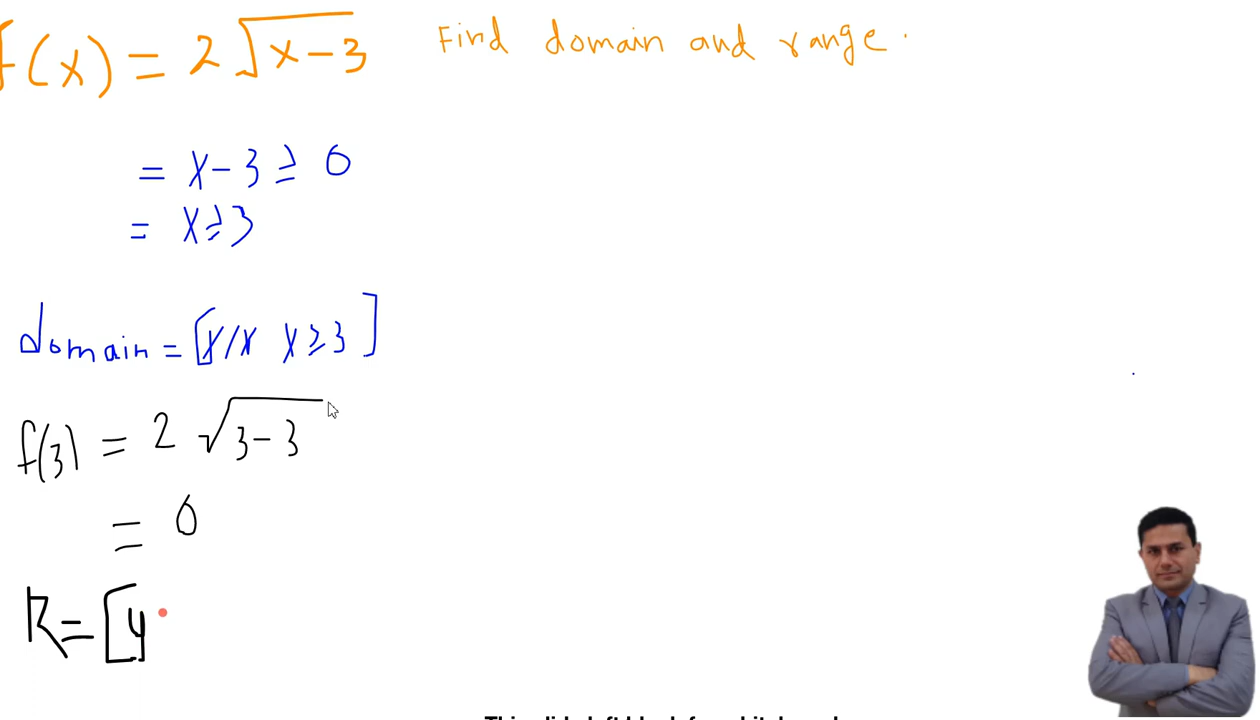 f(x) = 2√x-3 Find domain and range.
= x-3 ≥ 0
= x≥3
domain = [x/x x≥3]
f(3) = 2 √3-3
= 0
R = [y